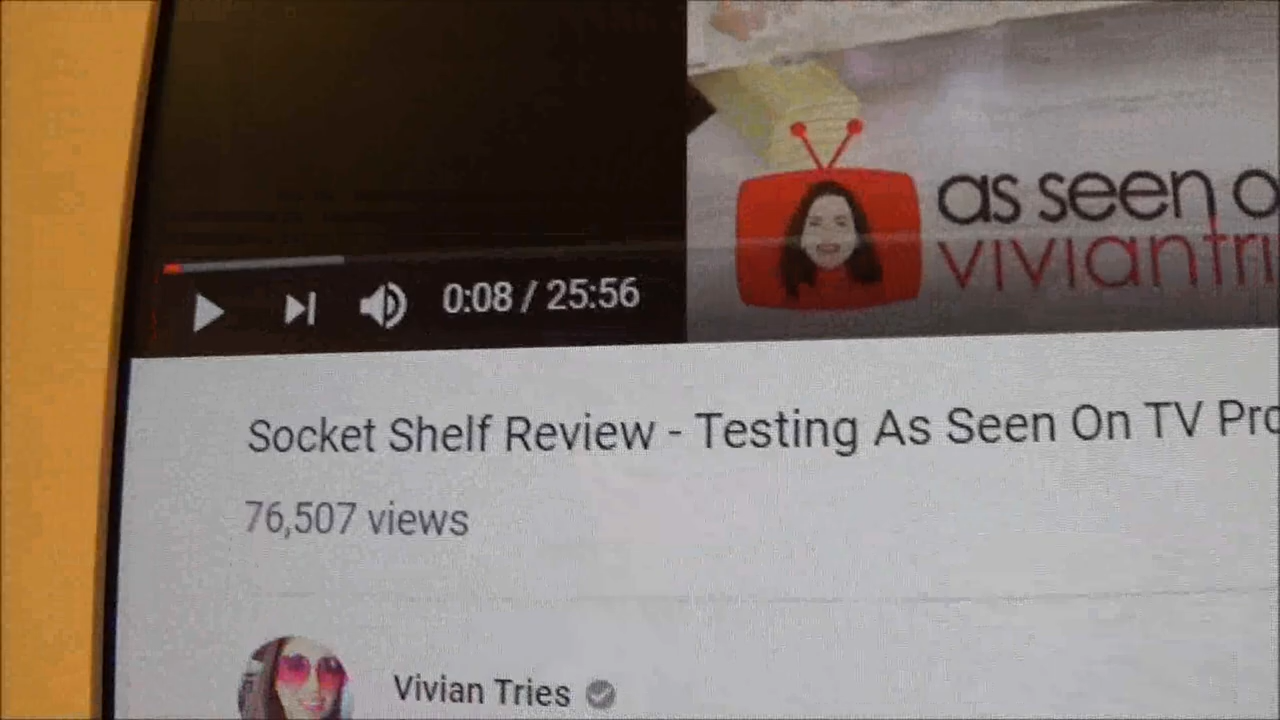 as seen o
viviantri
0:08 / 25:56
Socket Shelf Review - Testing As Seen On TV Pro
76,507 views
Vivian Tries